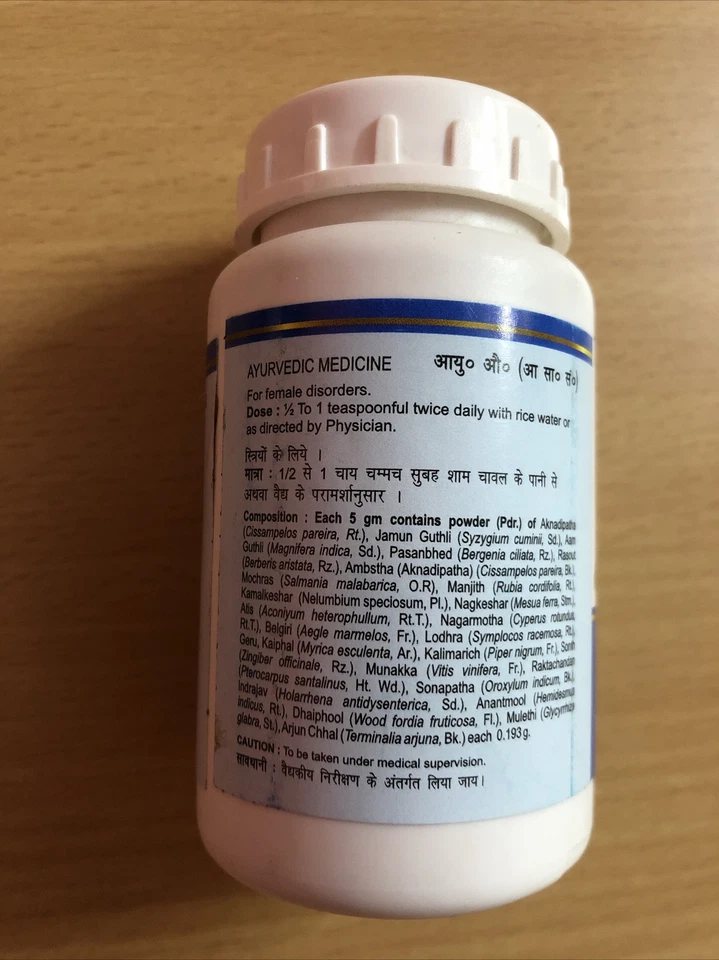 AYURVEDIC MEDICINE आयु० औ० (आ सा० सं०)
For female disorders.
Dose : ½ To 1 teaspoonful twice daily with rice water or
as directed by Physician.
स्त्रियों के लिये ।
मात्रा : 1/2 से 1 चाय चम्मच सुबह शाम चावल के पानी से
अथवा वैद्य के परामर्शानुसार ।
Composition : Each 5 gm contains powder (Pdr.) of Aknadipatha
(Cissampelos pareira, Rt.), Jamun Guthli (Syzygium cuminii, Sd.), Aam
Guthli (Magnifera indica, Sd.), Pasanbhed (Bergenia ciliata, Rz.), Rasout
(Berberis aristata, Rz.), Ambstha (Aknadipatha) (Cissampelos pareira, Bk.),
Mochras (Salmania malabarica, O.R), Manjith (Rubia cordifolia, Rt.),
Kamalkeshar (Nelumbium speciosum, Pl.), Nagkeshar (Mesua ferra, Stm.),
Atis (Aconiyum heterophullum, Rt.T.), Nagarmotha (Cyperus rotundus,
Rt.T.), Belgiri (Aegle marmelos, Fr.), Lodhra (Symplocos racemosa, Rt.),
Geru, Kaiphal (Myrica esculenta, Ar.), Kalimarich (Piper nigrum, Fr.), Sonth
(Zingiber officinale, Rz.), Munakka (Vitis vinifera, Fr.), Raktachandan
(Pterocarpus santalinus, Ht. Wd.), Sonapatha (Oroxylum indicum, Bk.),
Indrajav (Holarrhena antidysenterica, Sd.), Anantmool (Hemidesmus
indicus, Rt.), Dhaiphool (Wood fordia fruticosa, Fl.), Mulethi (Glycyrrhiza
glabra, St.), Arjun Chhal (Terminalia arjuna, Bk.) each 0.193 g.
CAUTION : To be taken under medical supervision.
सावधानी : वैद्यकीय निरीक्षण के अंतर्गत लिया जाय।